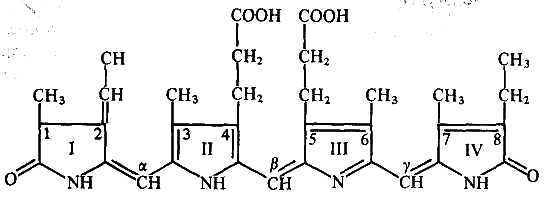 COOH COOH
CH CH₂ CH₂ CH₃
CH₃ CH CH₃ CH₂ CH₂ CH₃ CH₃ CH₂
1 2 3 4 5 6 7 8
I II III IV
α β γ
O NH CH NH CH N CH NH O